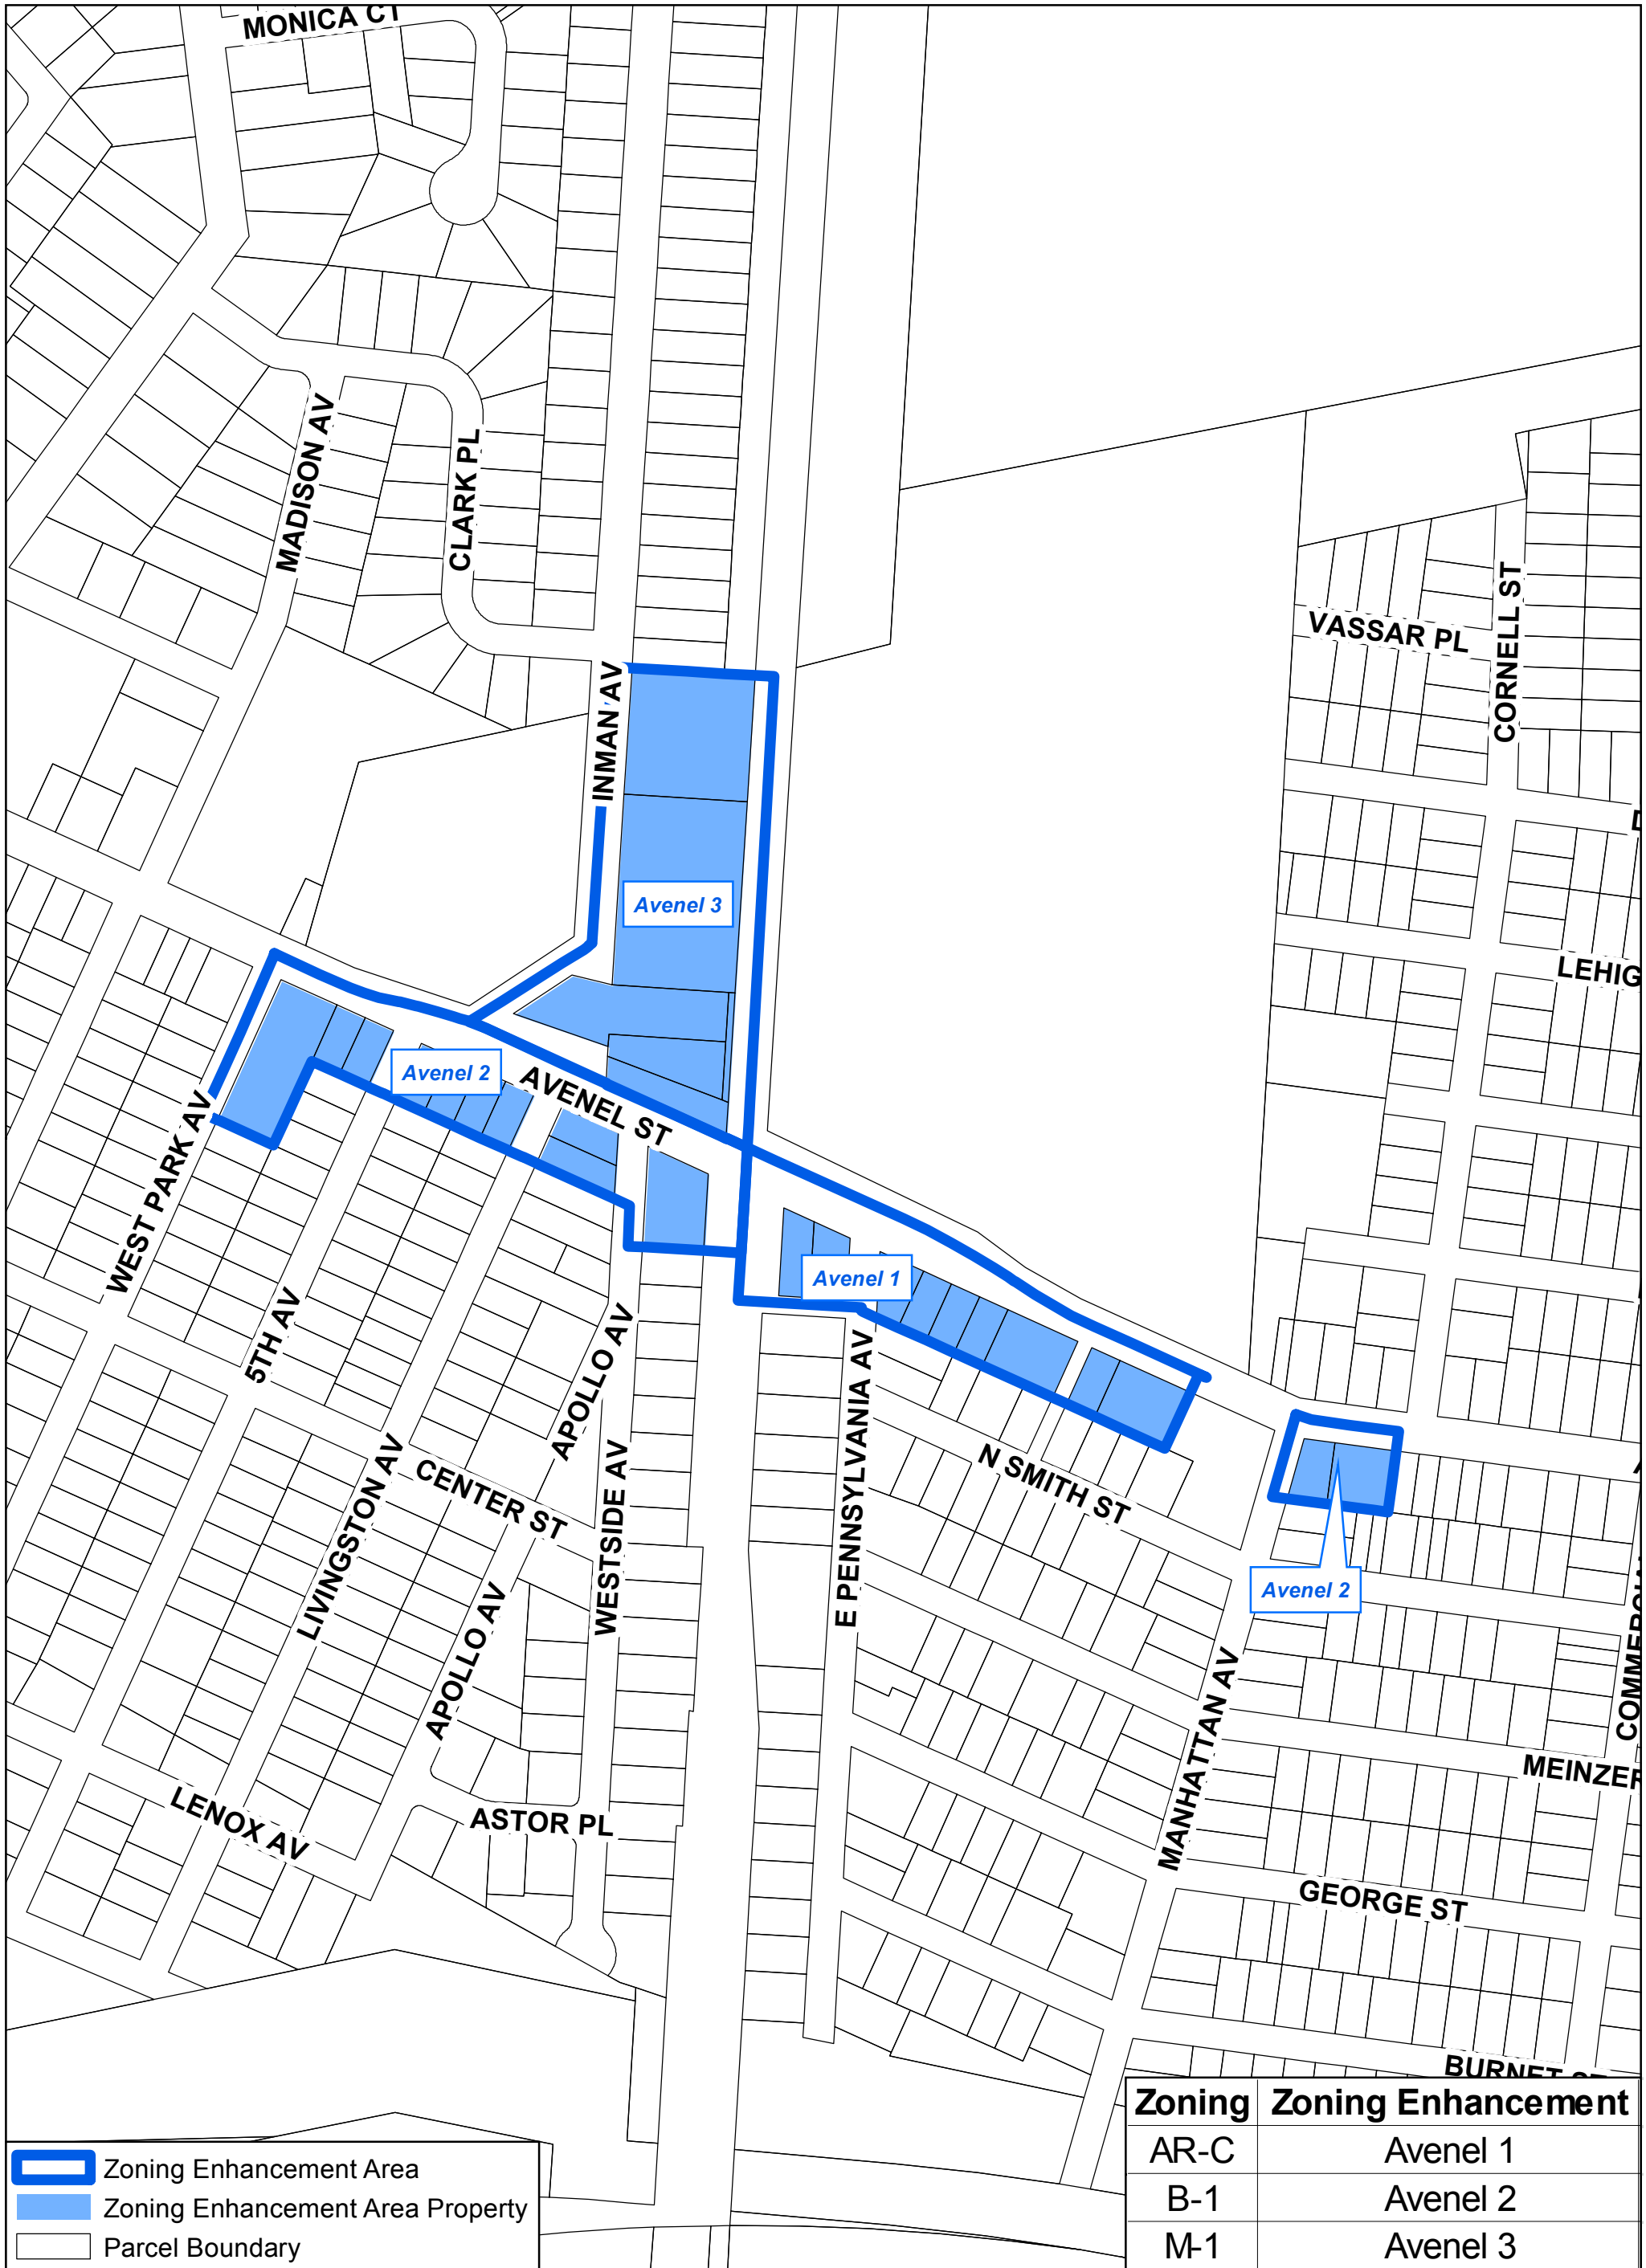 MONICA CT
MADISON AV
CLARK PL
VASSAR PL
CORNELL ST
INMAN AV
Avenel 3
LEHIG
Avenel 2
AVENEL ST
WEST PARK AV
Avenel 1
5TH AV
APOLLO AV
E PENNSYLVANIA AV
LIVINGSTON AV
CENTER ST
WESTSIDE AV
N SMITH ST
Avenel 2
APOLLO AV
MANHATTAN AV
MEINZER
LENOX AV
ASTOR PL
GEORGE ST
Zoning Zoning Enhancement
AR-C Avenel 1
B-1 Avenel 2
M-1 Avenel 3
Zoning Enhancement Area
Zoning Enhancement Area Property
Parcel Boundary